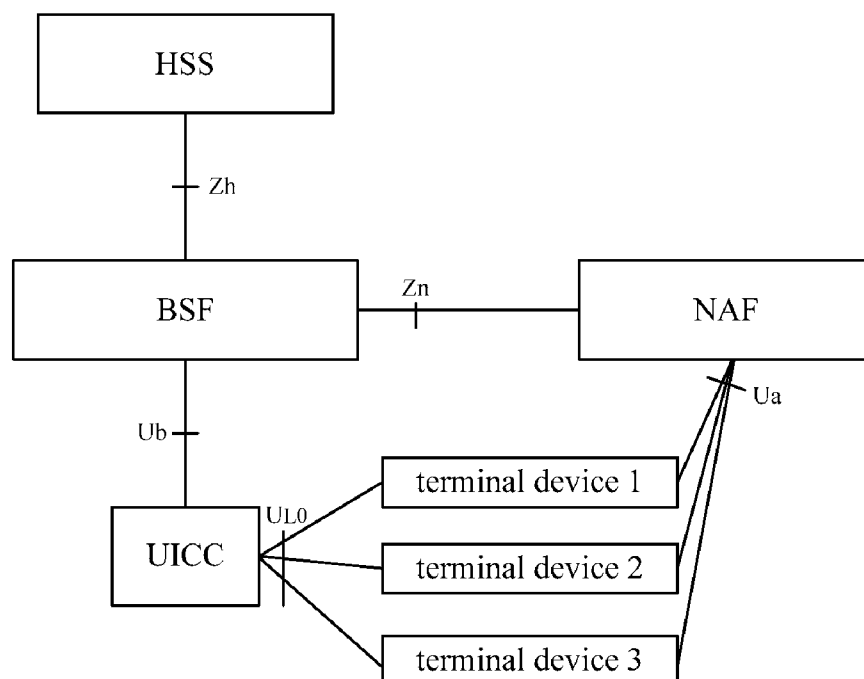 HSS
Zh
BSF
Zn
NAF
Ua
Ub
terminal device 1
UL0
UICC
terminal device 2
terminal device 3